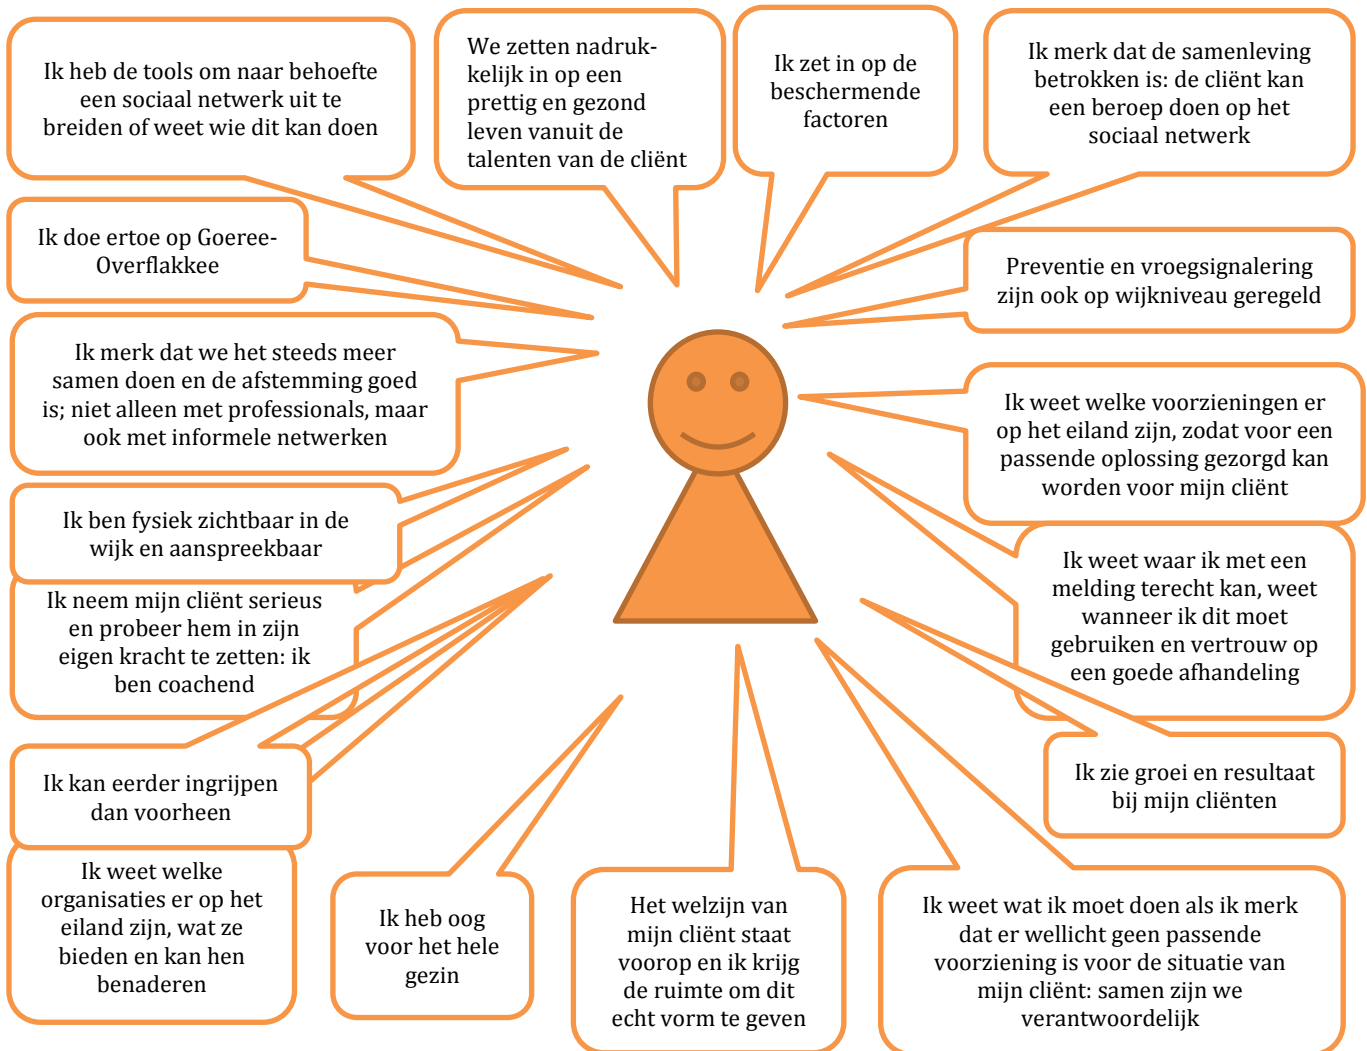 Ik heb de tools om naar behoefte
een sociaal netwerk uit te
breiden of weet wie dit kan doen
We zetten nadruk-
kelijk in op een
prettig en gezond
leven vanuit de
talenten van de cliënt
Ik zet in op de
beschermende
factoren
Ik merk dat de samenleving
betrokken is: de cliënt kan
een beroep doen op het
sociaal netwerk
Ik doe ertoe op Goeree-
Overflakkee
Preventie en vroegsignalering
zijn ook op wijkniveau geregeld
Ik merk dat we het steeds meer
samen doen en de afstemming goed
is; niet alleen met professionals, maar
ook met informele netwerken
Ik weet welke voorzieningen er
op het eiland zijn, zodat voor een
passende oplossing gezorgd kan
worden voor mijn cliënt
Ik ben fysiek zichtbaar in de
wijk en aanspreekbaar
Ik weet waar ik met een
melding terecht kan, weet
wanneer ik dit moet
gebruiken en vertrouw op
een goede afhandeling
Ik neem mijn cliënt serieus
en probeer hem in zijn
eigen kracht te zetten: ik
ben coachend
Ik kan eerder ingrijpen
dan voorheen
Ik zie groei en resultaat
bij mijn cliënten
Ik weet welke
organisaties er op het
eiland zijn, wat ze
bieden en kan hen
benaderen
Ik heb oog
voor het hele
gezin
Het welzijn van
mijn cliënt staat
voorop en ik krijg
de ruimte om dit
echt vorm te geven
Ik weet wat ik moet doen als ik merk
dat er wellicht geen passende
voorziening is voor de situatie van
mijn cliënt: samen zijn we
verantwoordelijk